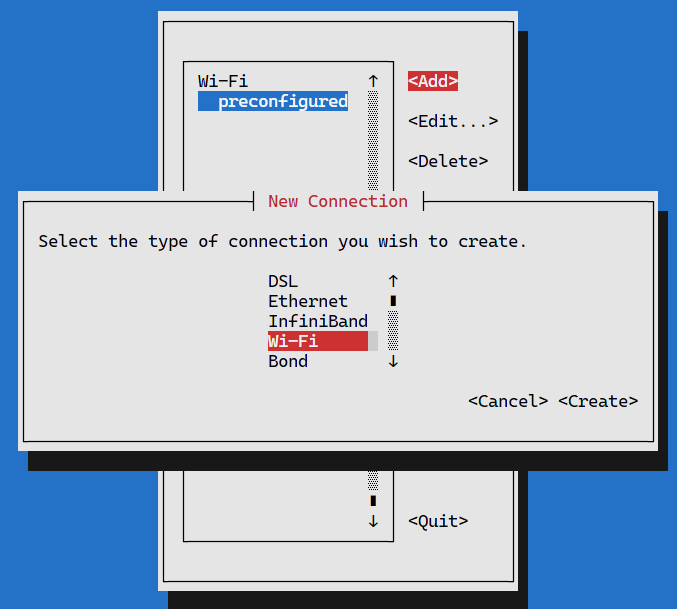 Wi-Fi ↑ <Add>
preconfigured
<Edit...>
<Delete>
New Connection
Select the type of connection you wish to create.
DSL ↑
Ethernet
InfiniBand
Wi-Fi
Bond ↓
<Cancel> <Create>
↓ <Quit>